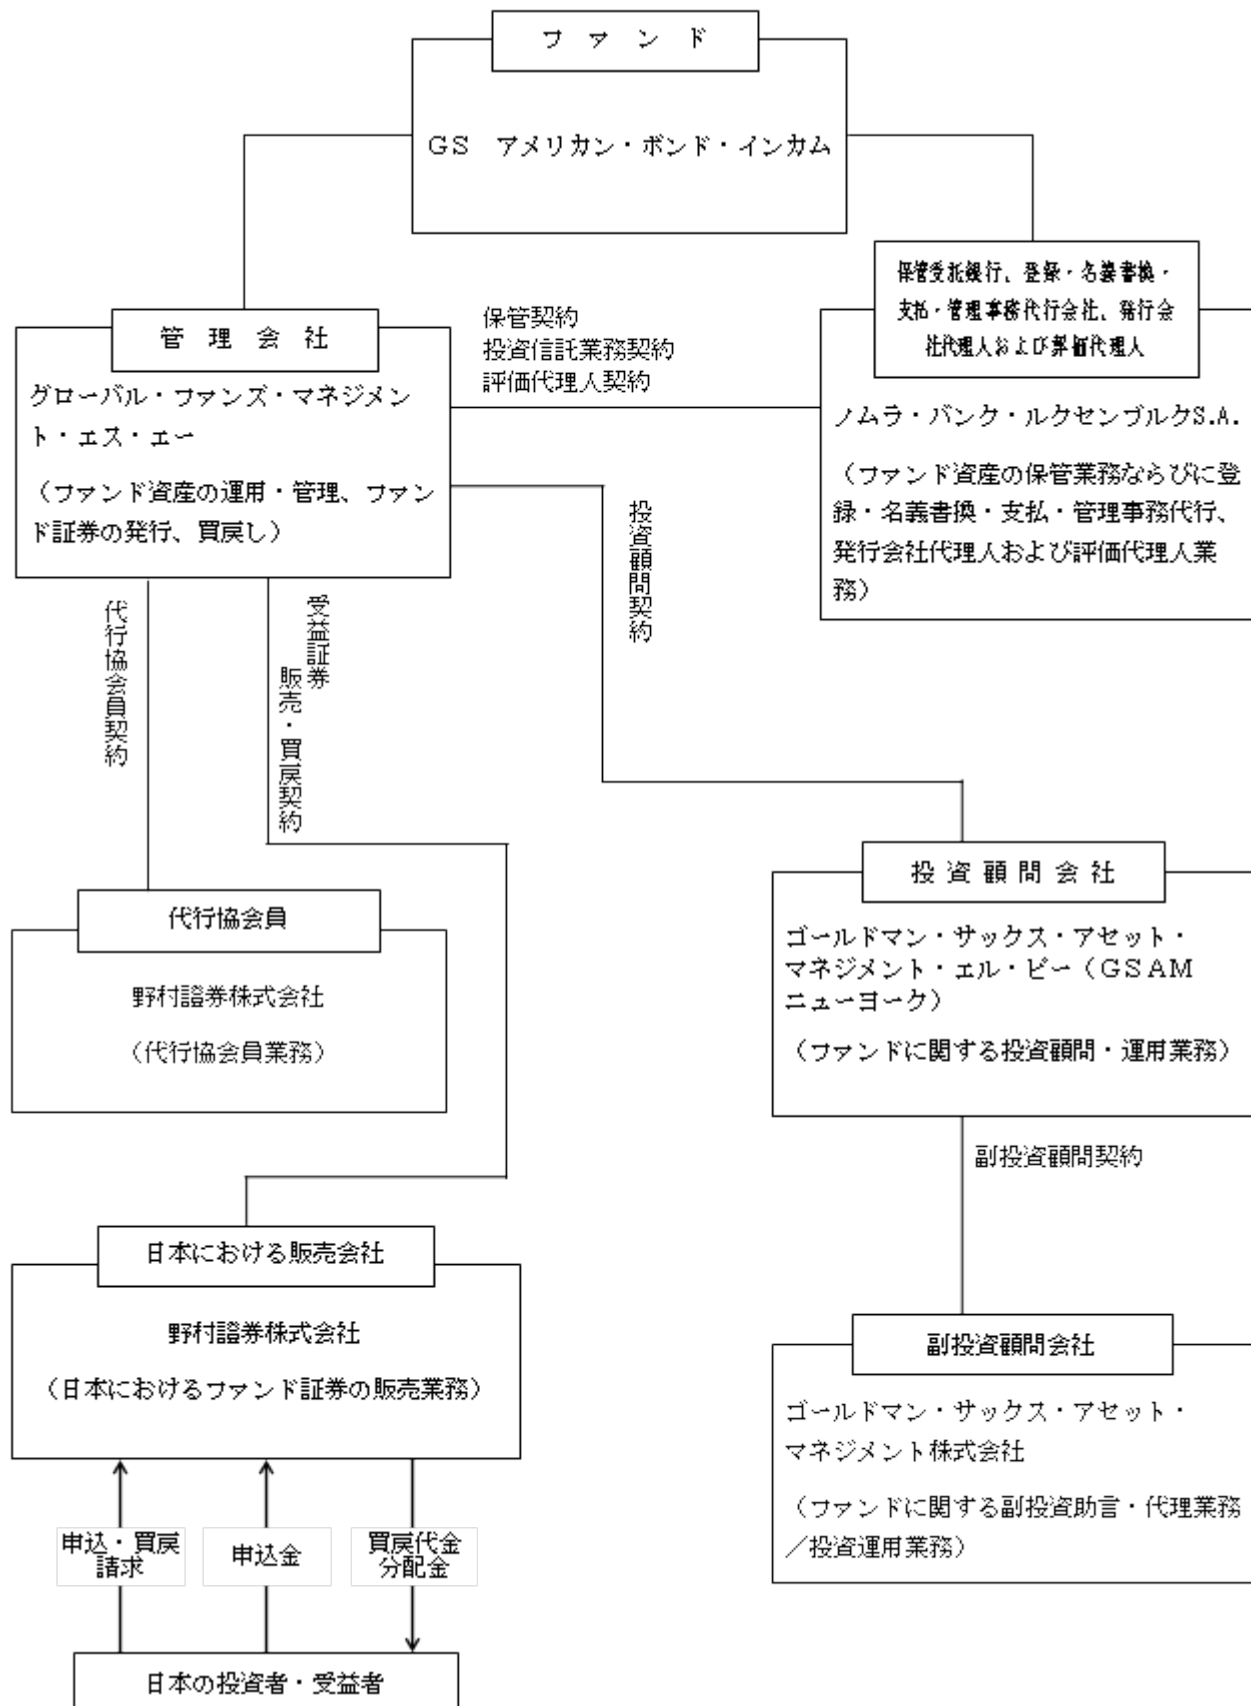 ファンド
GS　アメリカン・ボンド・インカム
保管受託銀行、登録・名義書換・
支払・管理事務代行会社、発行会
社代理人および評価代理人
管理会社
グローバル・ファンズ・マネジメン
ト・エス・エー
（ファンド資産の運用・管理、ファン
ド証券の発行、買戻し）
保管契約
投資信託業務契約
評価代理人契約
ノムラ・バンク・ルクセンブルクS.A.
（ファンド資産の保管業務ならびに登
録・名義書換・支払・管理事務代行、
発行会社代理人および評価代理人業
務）
代行協会員契約
受益証券
販売・買戻契約
投資顧問契約
代行協会員
野村證券株式会社
（代行協会員業務）
投資顧問会社
ゴールドマン・サックス・アセット・
マネジメント・エル・ピー（GSAM
ニューヨーク）
（ファンドに関する投資顧問・運用業務）
副投資顧問契約
日本における販売会社
野村證券株式会社
（日本におけるファンド証券の販売業務）
副投資顧問会社
ゴールドマン・サックス・アセット・
マネジメント株式会社
（ファンドに関する副投資助言・代理業務
／投資運用業務）
申込・買戻
請求
申込金
買戻代金
分配金
日本の投資者・受益者